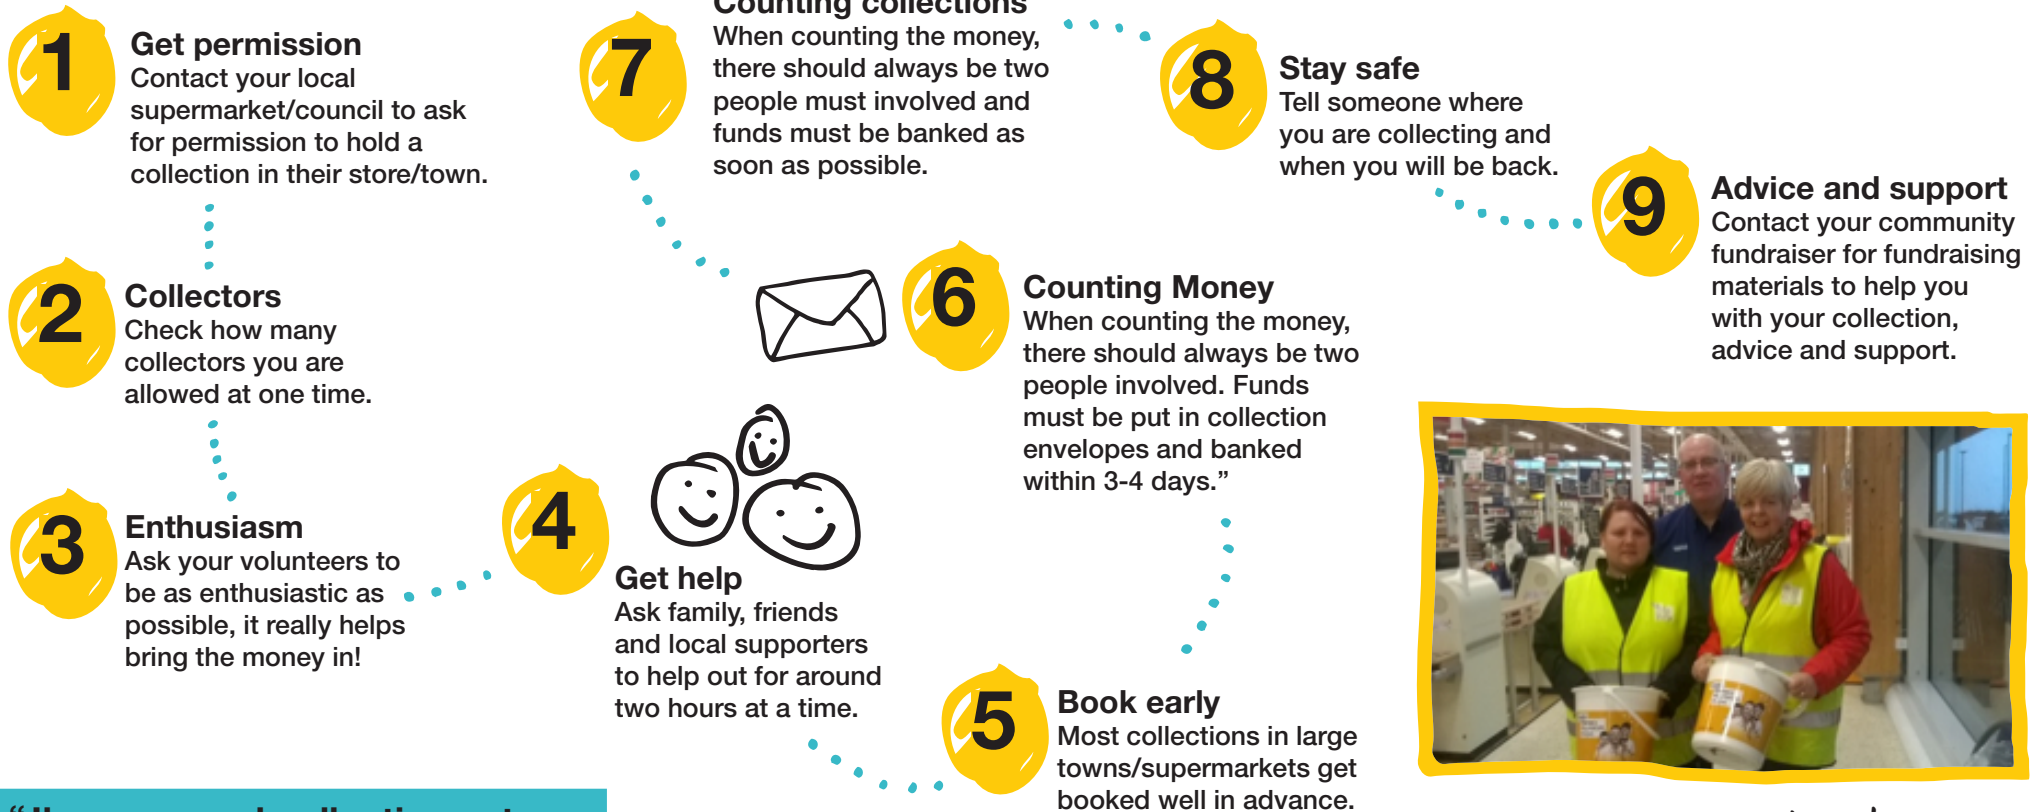 1
Get permission
Contact your local
supermarket/council to ask
for permission to hold a
collection in their store/town.
2
Collectors
Check how many
collectors you are
allowed at one time.
3
Enthusiasm
Ask your volunteers to
be as enthusiastic as
possible, it really helps
bring the money in!
4
Get help
Ask family, friends
and local supporters
to help out for around
two hours at a time.
5
Book early
Most collections in large
towns/supermarkets get
booked well in advance.
6
Counting Money
When counting the money,
there should always be two
people involved. Funds
must be put in collection
envelopes and banked
within 3-4 days.”
7
Counting collections
When counting the money,
there should always be two
people must involved and
funds must be banked as
soon as possible.
8
Stay safe
Tell someone where
you are collecting and
when you will be back.
9
Advice and support
Contact your community
fundraiser for fundraising
materials to help you
with your collection,
advice and support.